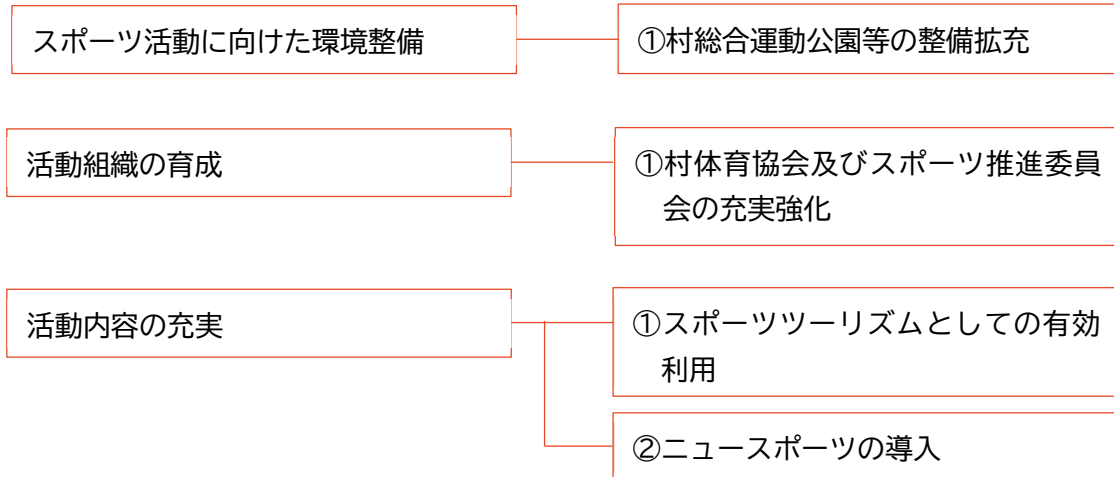 スポーツ活動に向けた環境整備
①村総合運動公園等の整備拡充
活動組織の育成
①村体育協会及びスポーツ推進委員
会の充実強化
活動内容の充実
①スポーツツーリズムとしての有効
利用
②ニュースポーツの導入